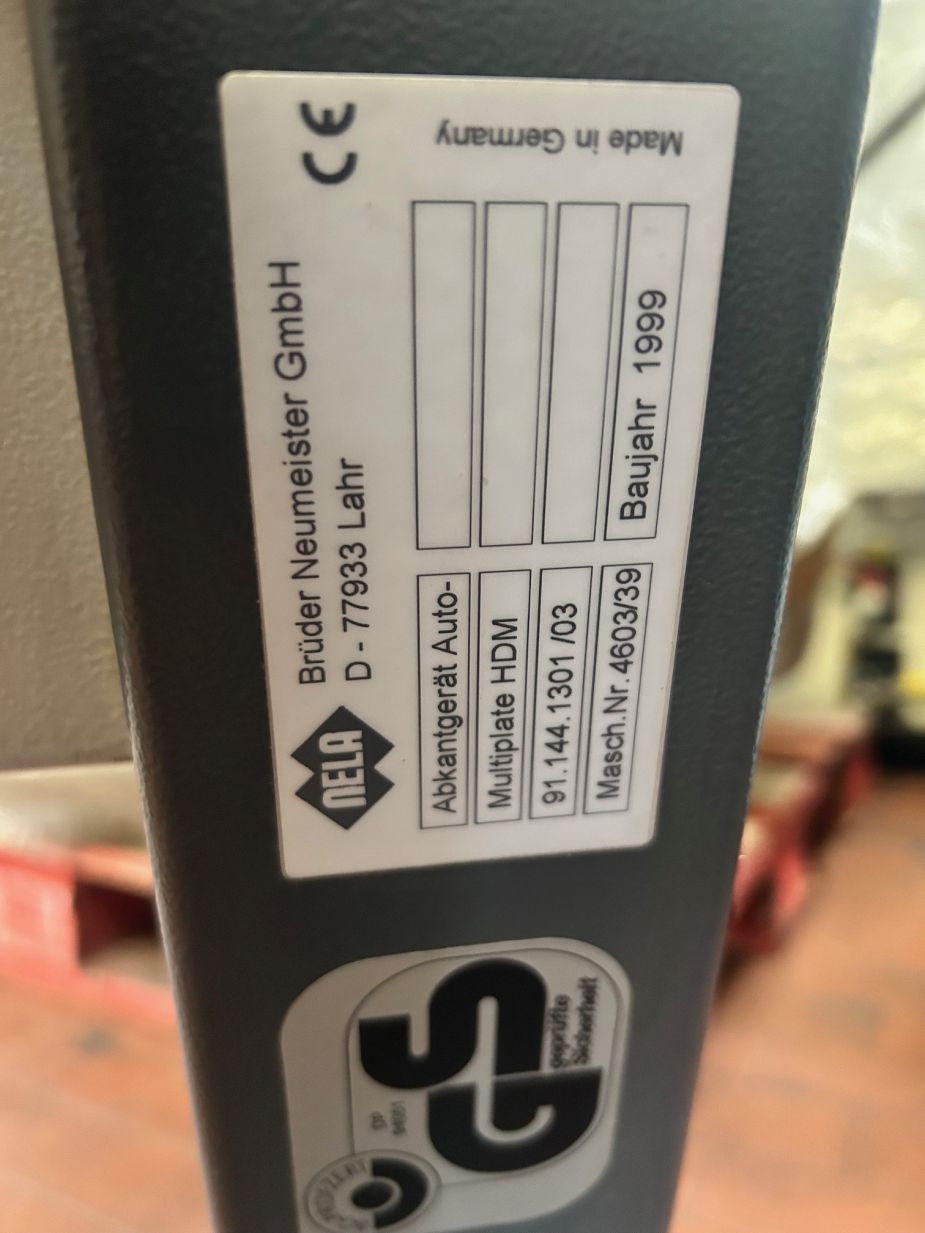 NELA
Brüder Neumeister GmbH
D - 77933 Lahr
CE
Abkantgerät Auto-
Multiplate HDM
91.144.1301 /03
Masch.Nr.4603/39
Baujahr 1999
Made in Germany
GS
geprüfte
Sicherheit